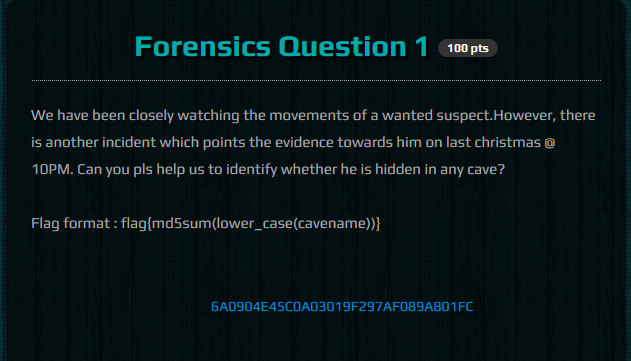 Forensics Question 1 100 pts
We have been closely watching the movements of a wanted suspect.However, there
is another incident which points the evidence towards him on last christmas @
10PM. Can you pls help us to identify whether he is hidden in any cave?
Flag format : flag{md5sum(lower_case(cavename))}
6A0904E45C0A03019F297AF089A801FC